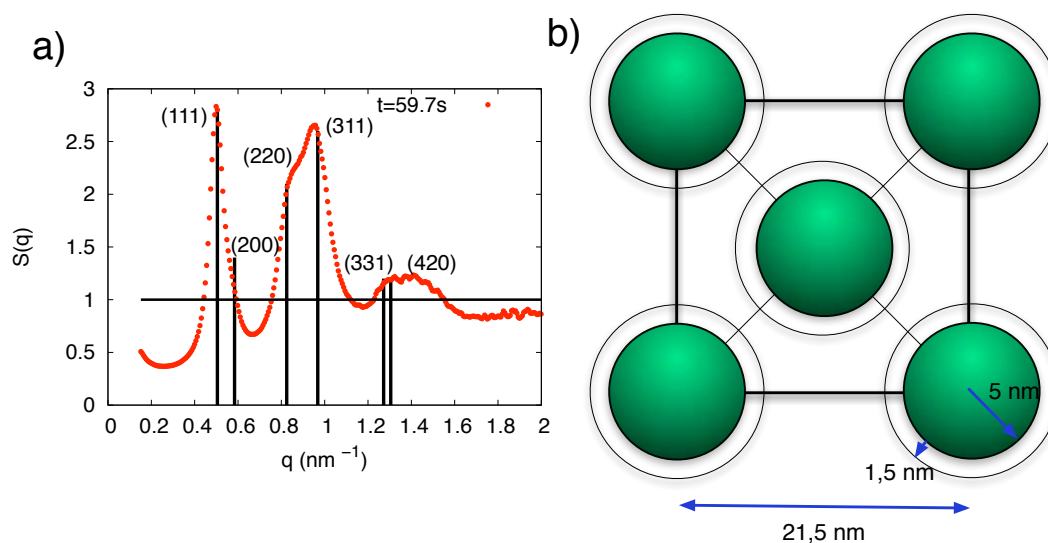 a)
b)
t=59.7s
(111)
(200)
(220)
(311)
(331)
(420)
S(q)
3
2.5
2
1.5
1
0.5
0
0 0.2 0.4 0.6 0.8 1 1.2 1.4 1.6 1.8 2
q (nm ⁻¹)
5 nm
1,5 nm
21,5 nm